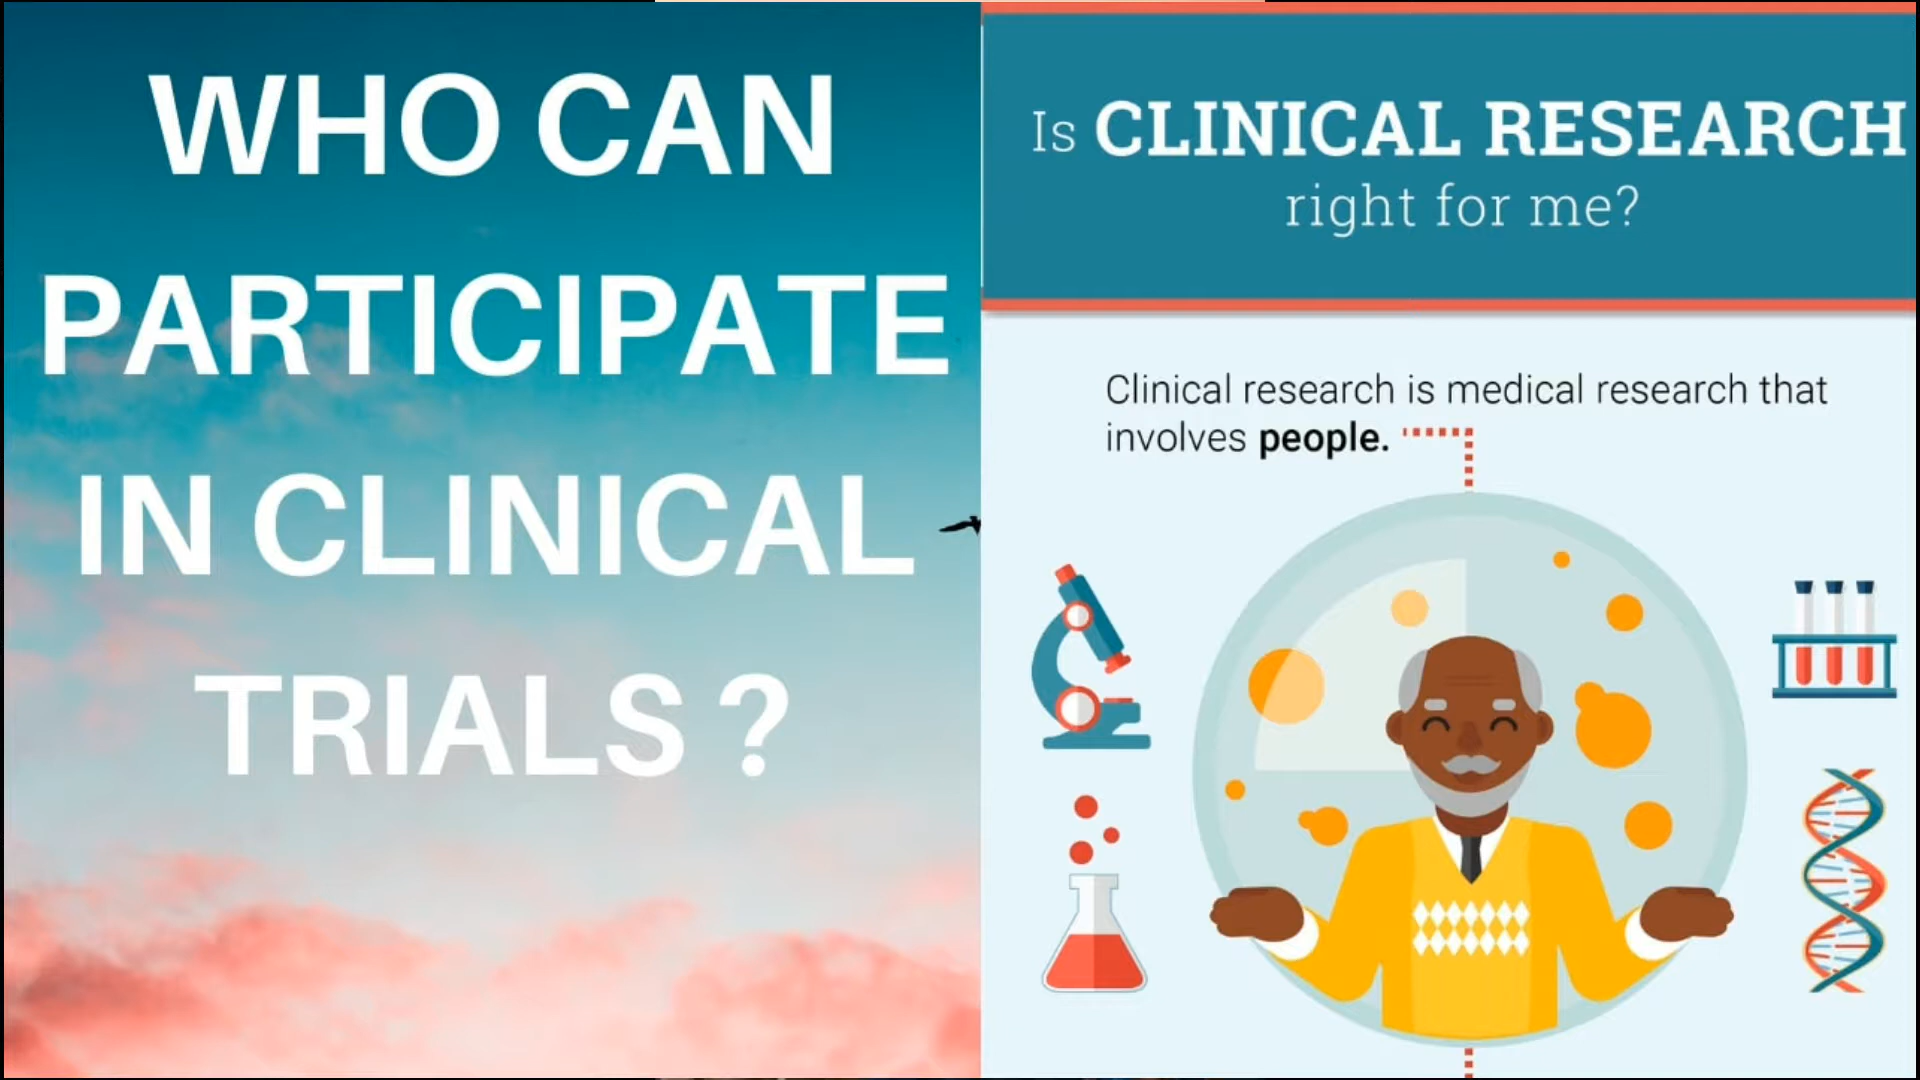 WHO CAN
PARTICIPATE
IN CLINICAL
TRIALS ?
Is CLINICAL RESEARCH
right for me?
Clinical research is medical research that
involves people.